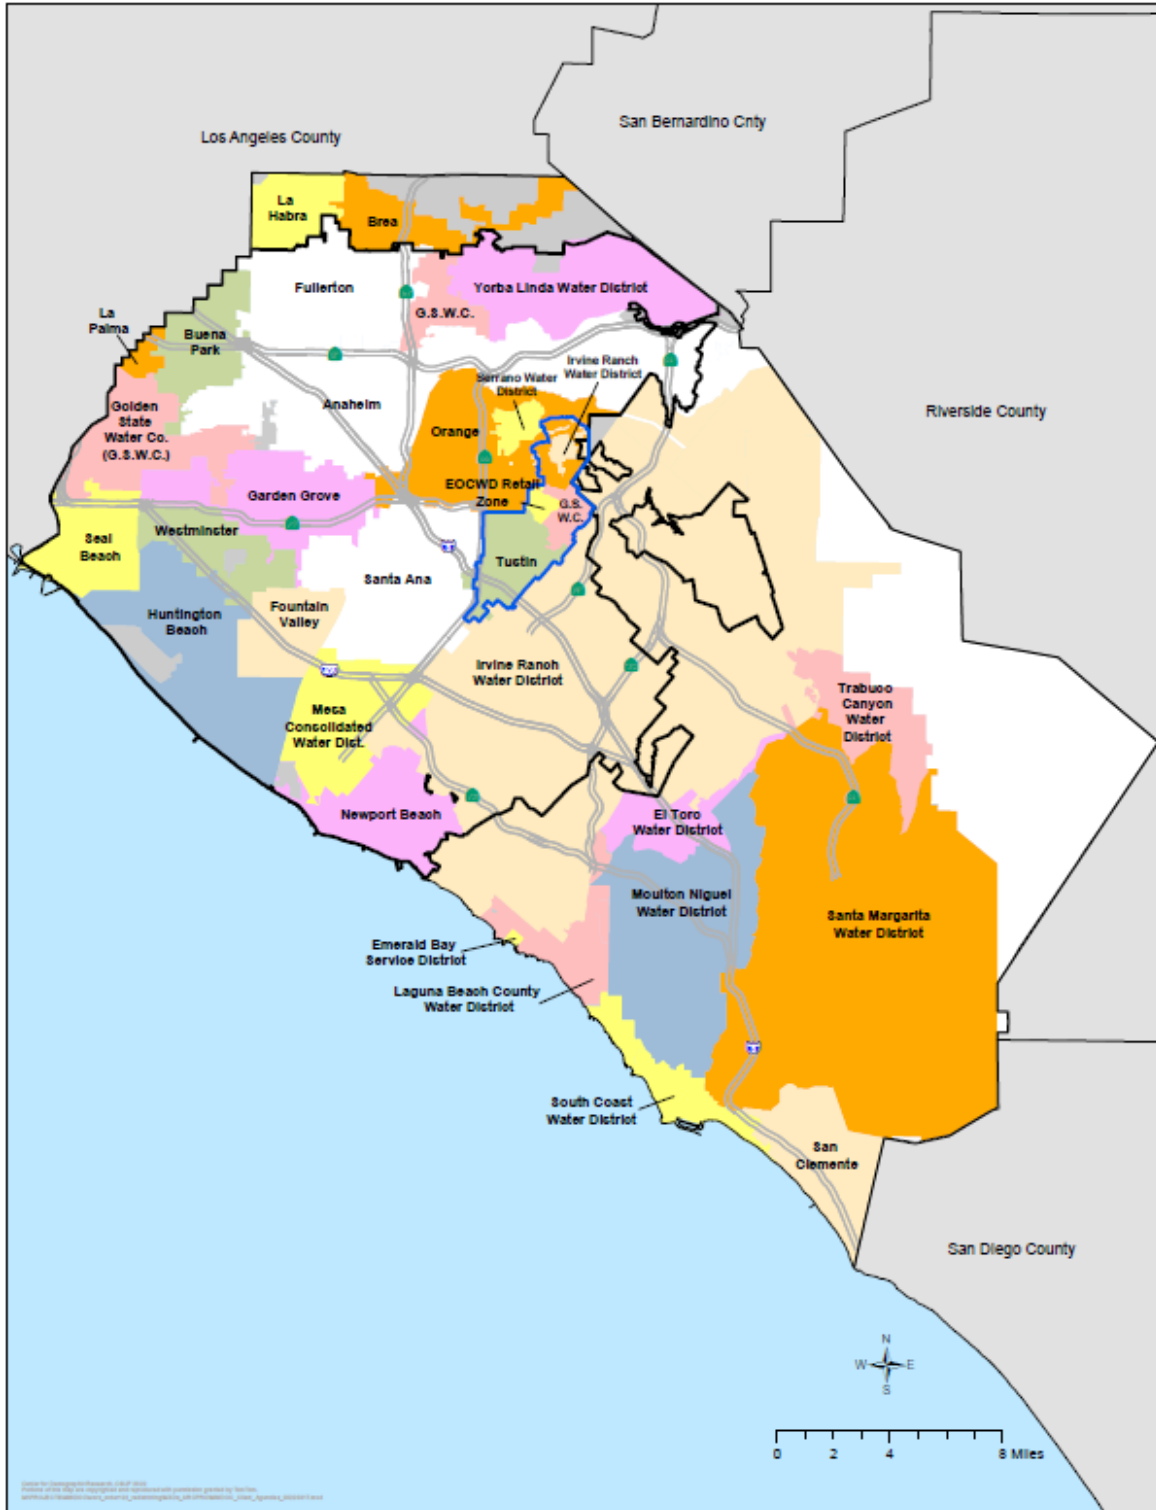 San Bernardino Cnty
Los Angeles County
La
Habra
Brea
Fullerton
Yorba Linda Water District
G.S.W.C.
La
Palma
Buena
Park
Irvine Ranch
Water District
Serrano Water
District
Anaheim
Golden
State
Water Co.
(G.S.W.C.)
Riverside County
Orange
EOCWD Retail
Zone
Garden Grove
G.S.
W.C.
Westminster
Seal
Beach
Tustin
Santa Ana
Huntington
Beach
Fountain
Valley
Irvine Ranch
Water District
Trabuco
Canyon
Water
District
Mesa
Consolidated
Water Dist.
Newport Beach
El Toro
Water District
Moulton Niguel
Water District
Santa Margarita
Water District
Emerald Bay
Service District
Laguna Beach County
Water District
South Coast
Water District
San
Clemente
San Diego County
N
W E
S
0 2 4 8 Miles